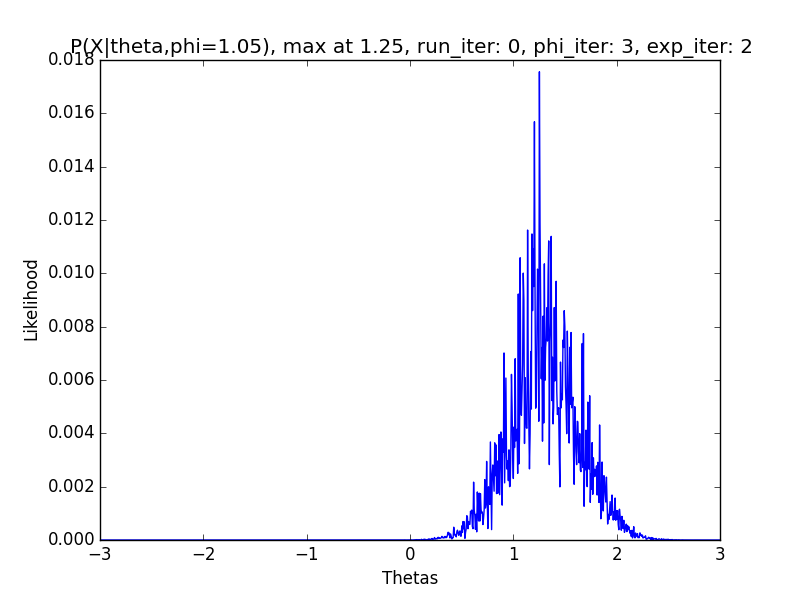 P(X|theta,phi=1.05), max at 1.25, run_iter: 0, phi_iter: 3, exp_iter: 2
0.018
0.016
0.014
0.012
0.010
0.008
0.006
0.004
0.002
0.000
Likelihood
−3 −2 −1 0 1 2 3
Thetas